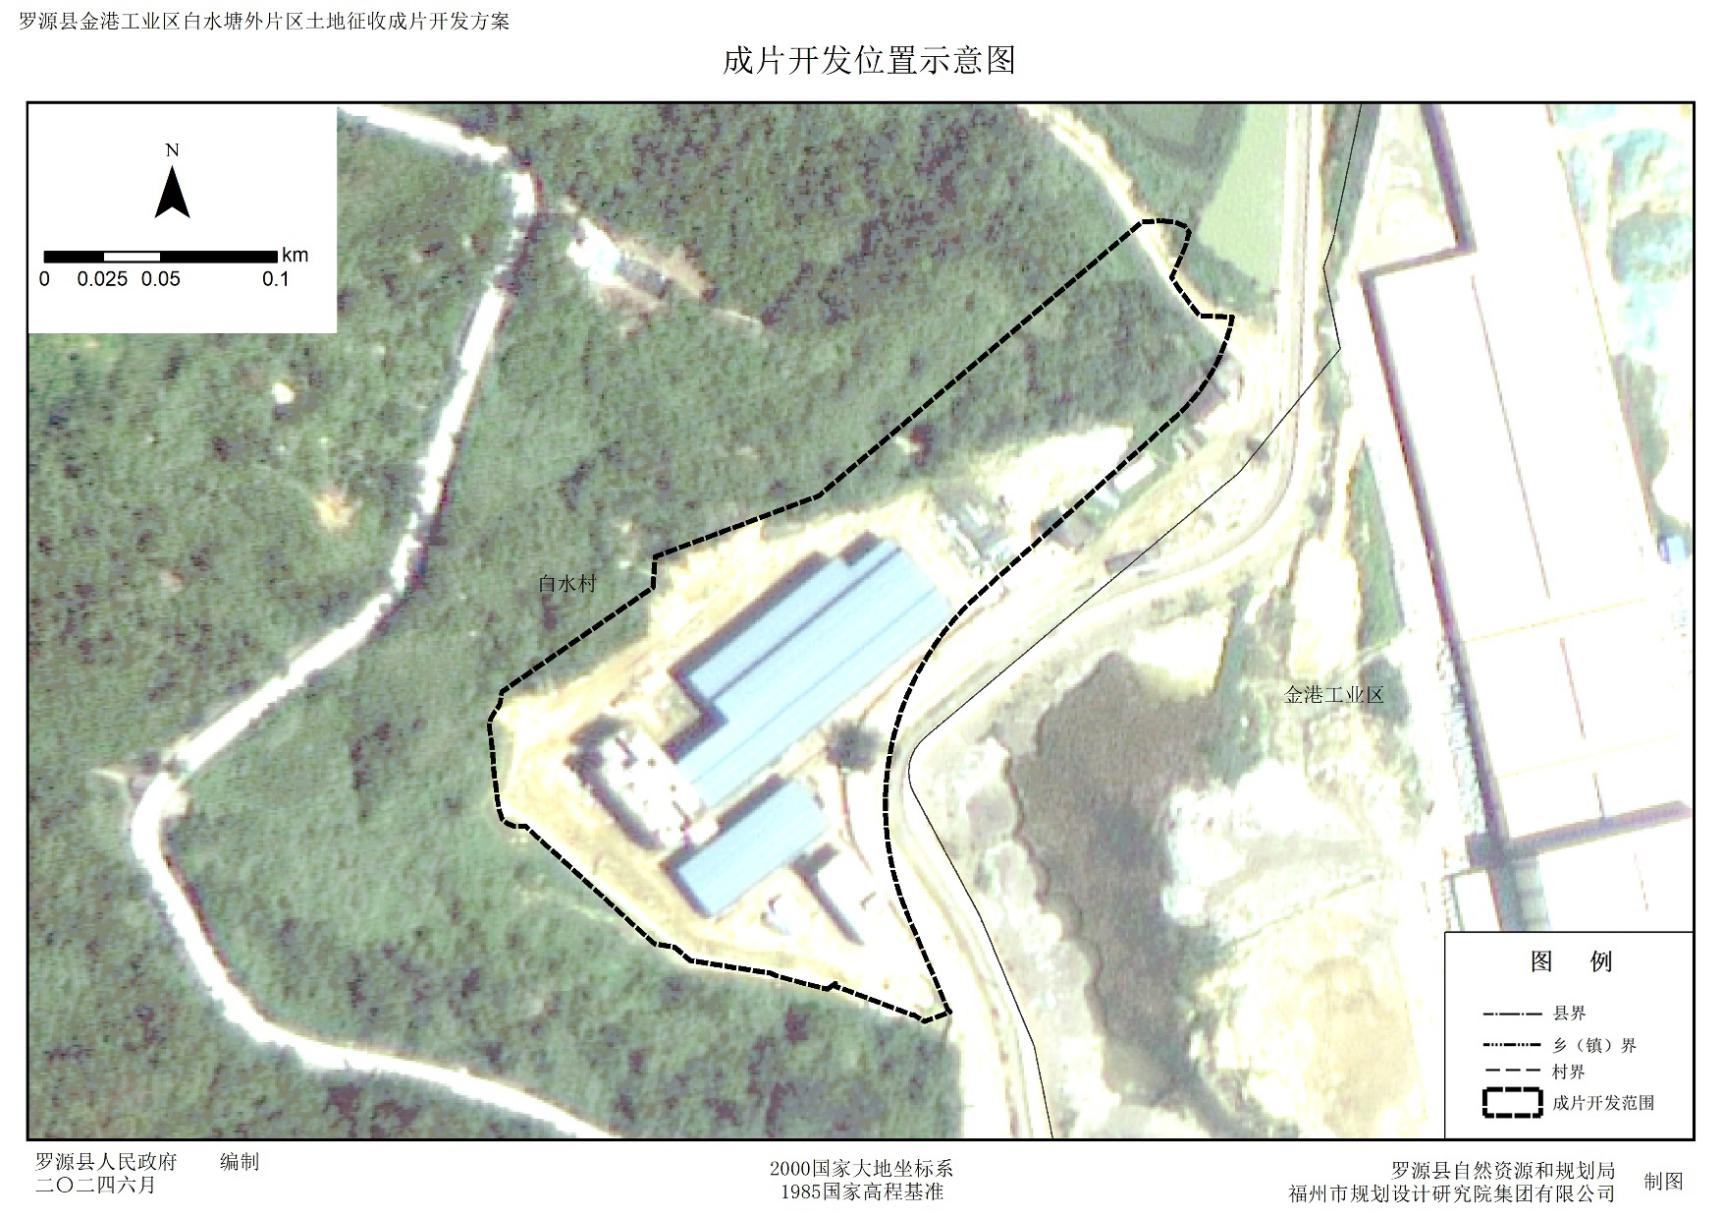 罗源县金港工业区白水塘外片区土地征收成片开发方案
成片开发位置示意图
N
km
0 0.025 0.05 0.1
白水村
金港工业区
图 例
县界
乡（镇）界
村界
成片开发范围
罗源县人民政府 编制
二〇二四六月
2000国家大地坐标系
1985国家高程基准
罗源县自然资源和规划局
福州市规划设计研究院集团有限公司 制图